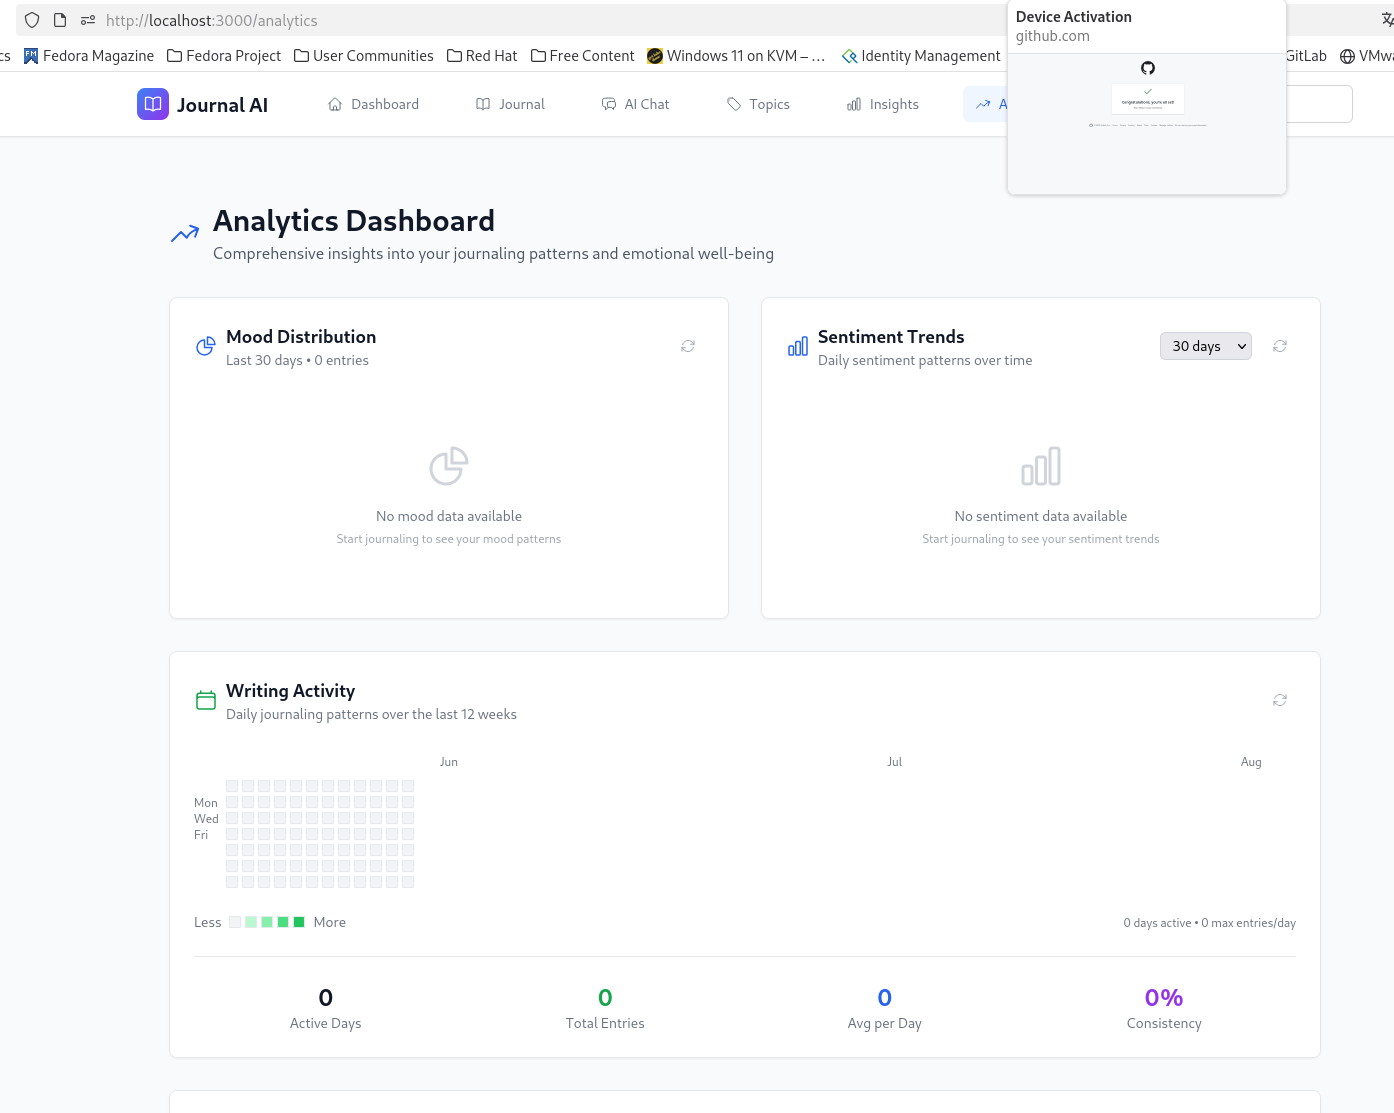 http://localhost:3000/analytics
Device Activation
github.com
cs Fedora Magazine Fedora Project User Communities Red Hat Free Content Windows 11 on KVM – … Identity Management GitLab VMwa
Congratulations, you're all set!
Journal AI Dashboard Journal AI Chat Topics Insights A
Analytics Dashboard
Comprehensive insights into your journaling patterns and emotional well-being
Mood Distribution
Last 30 days • 0 entries
No mood data available
Start journaling to see your mood patterns
Sentiment Trends
Daily sentiment patterns over time
30 days
No sentiment data available
Start journaling to see your sentiment trends
Writing Activity
Daily journaling patterns over the last 12 weeks
Jun Jul Aug
Mon
Wed
Fri
Less More
0 days active • 0 max entries/day
0 0 0 0%
Active Days Total Entries Avg per Day Consistency